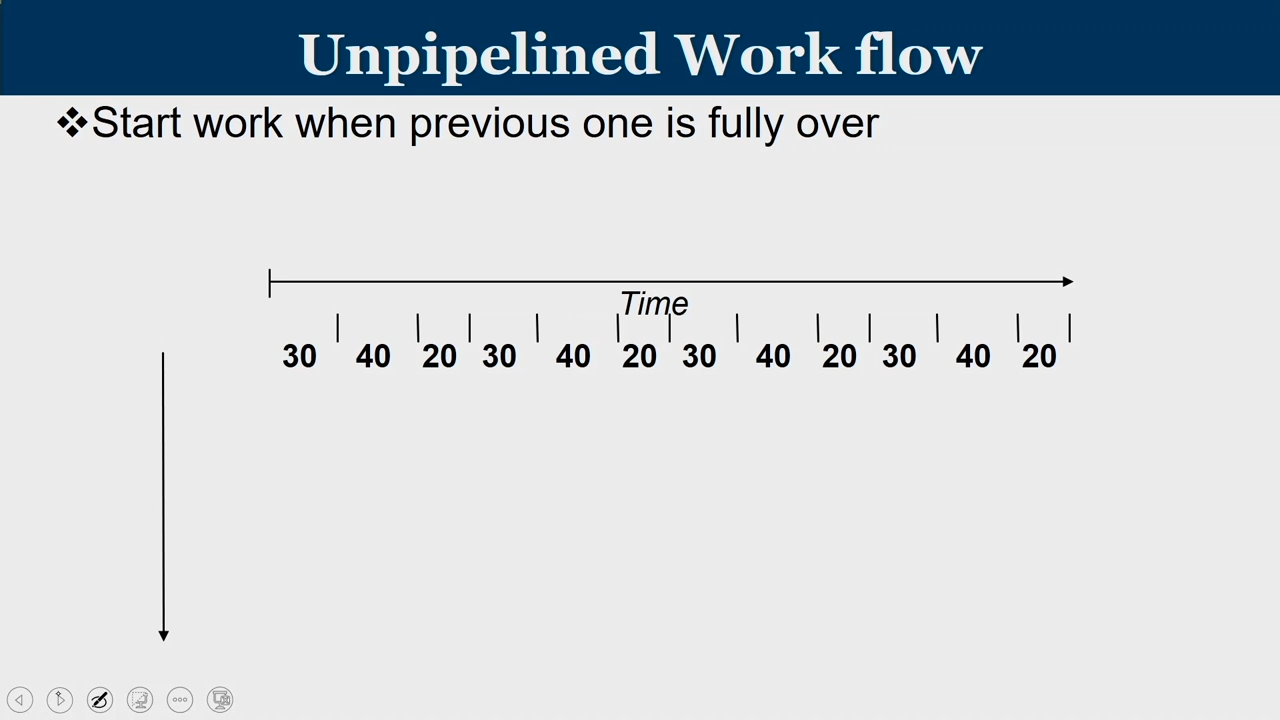 Unpipelined Work flow
❖Start work when previous one is fully over
Time
30 40 20 30 40 20 30 40 20 30 40 20